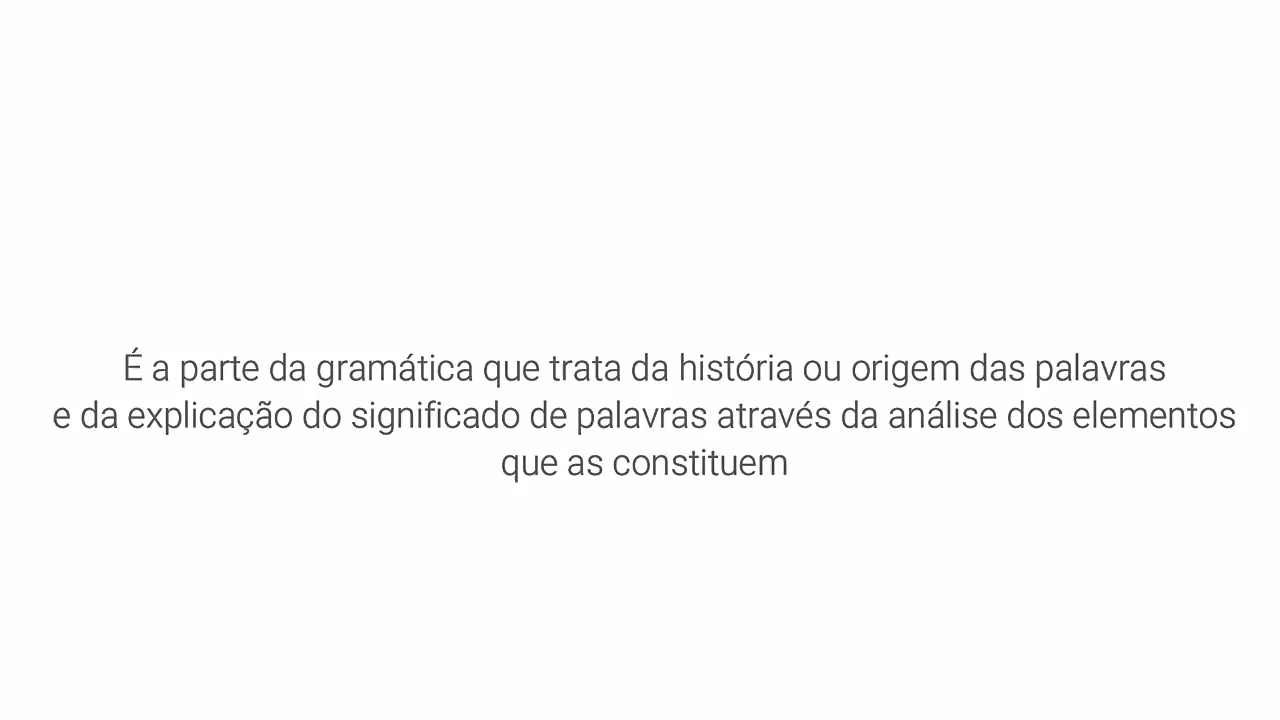 É a parte da gramática que trata da história ou origem das palavras
e da explicação do significado de palavras através da análise dos elementos
que as constituem